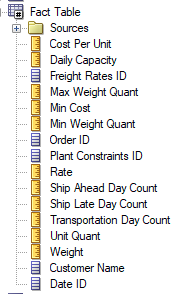 Fact Table
Sources
Cost Per Unit
Daily Capacity
Freight Rates ID
Max Weight Quant
Min Cost
Min Weight Quant
Order ID
Plant Constraints ID
Rate
Ship Ahead Day Count
Ship Late Day Count
Transportation Day Count
Unit Quant
Weight
Customer Name
Date ID